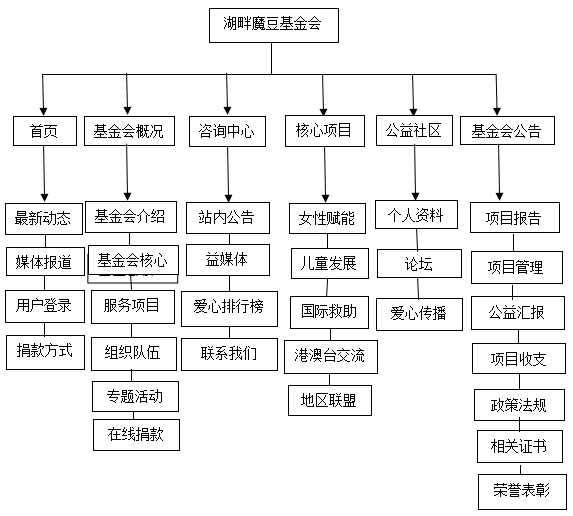 湖畔魔豆基金会
首页
基金会概况
咨询中心
核心项目
公益社区
基金会公告
最新动态
媒体报道
用户登录
捐款方式
基金会介绍
基金会核心
服务项目
组织队伍
专题活动
在线捐款
站内公告
益媒体
爱心排行榜
联系我们
女性赋能
儿童发展
国际救助
港澳台交流
地区联盟
个人资料
论坛
爱心传播
项目报告
项目管理
公益汇报
项目收支
政策法规
相关证书
荣誉表彰